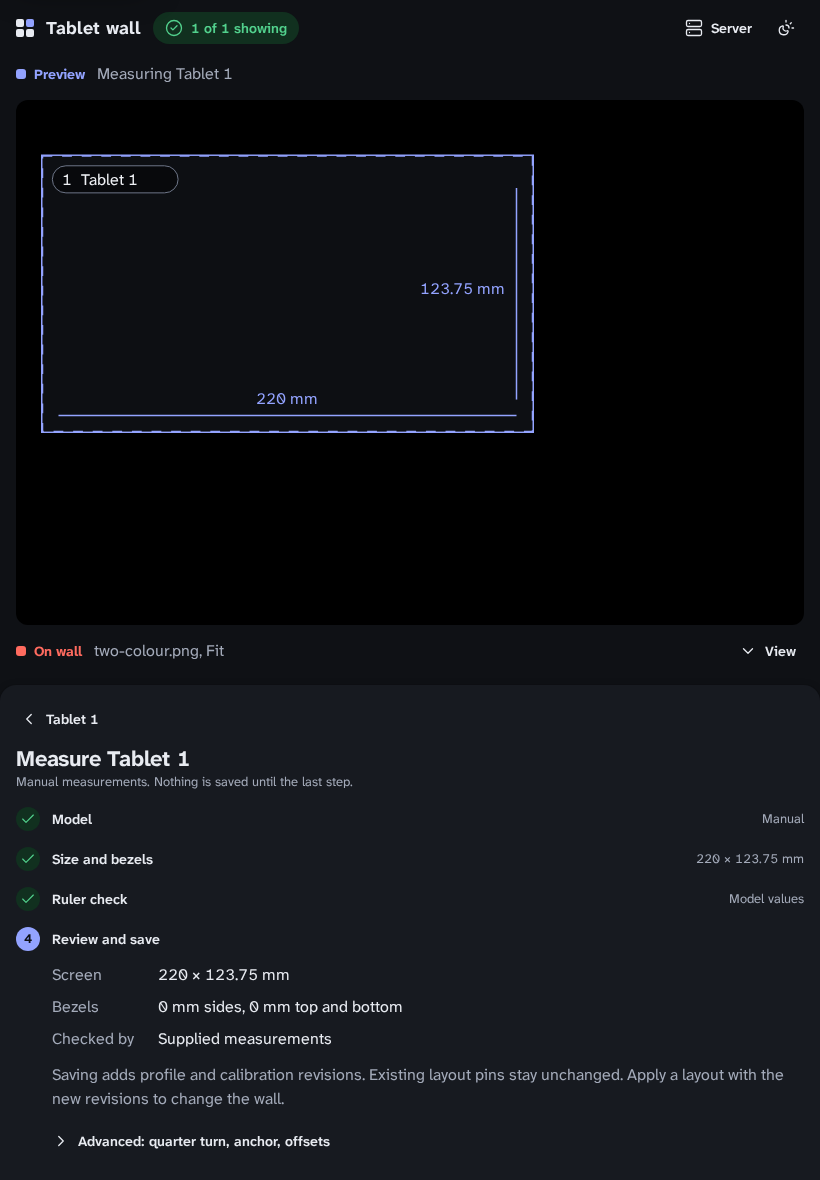 Tablet wall
1 of 1 showing
Server
Preview Measuring Tablet 1
1 Tablet 1
123.75 mm
220 mm
On wall two-colour.png, Fit
View
Tablet 1
Measure Tablet 1
Manual measurements. Nothing is saved until the last step.
Model Manual
Size and bezels 220 × 123.75 mm
Ruler check Model values
4 Review and save
Screen 220 × 123.75 mm
Bezels 0 mm sides, 0 mm top and bottom
Checked by Supplied measurements
Saving adds profile and calibration revisions. Existing layout pins stay unchanged. Apply a layout with the
new revisions to change the wall.
Advanced: quarter turn, anchor, offsets